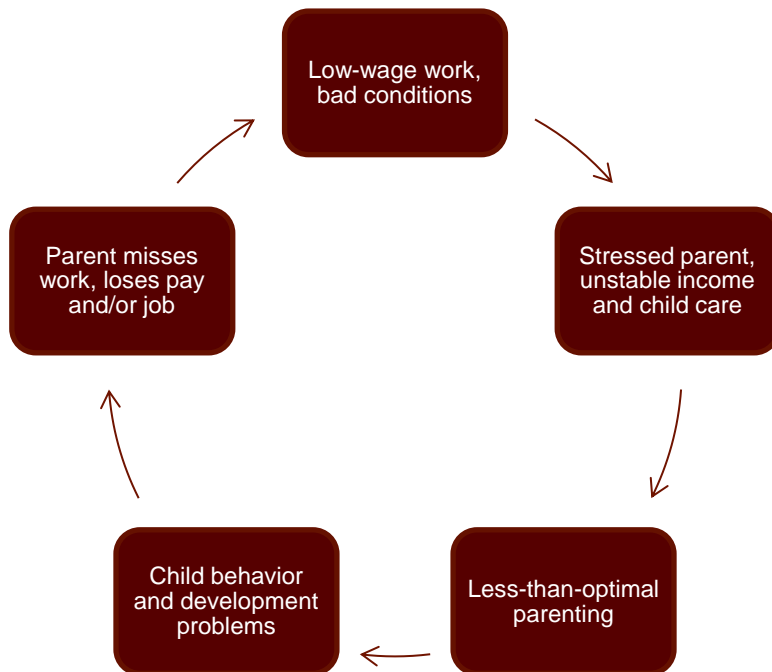 Low-wage work,
bad conditions
Stressed parent,
unstable income
and child care
Less-than-optimal
parenting
Child behavior
and development
problems
Parent misses
work, loses pay
and/or job